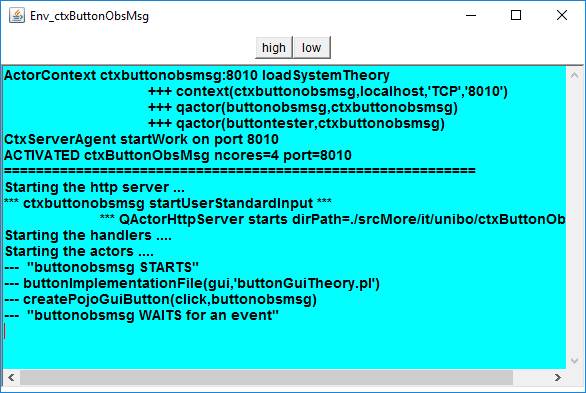 Env_ctxButtonObsMsg
high low
ActorContext ctxbuttonobsmsg:8010 loadSystemTheory
+++ context(ctxbuttonobsmsg,localhost,'TCP','8010')
+++ qactor(buttonobsmsg,ctxbuttonobsmsg)
+++ qactor(buttontester,ctxbuttonobsmsg)
CtxServerAgent startWork on port 8010
ACTIVATED ctxButtonObsMsg ncores=4 port=8010
===========================================================
Starting the http server ...
*** ctxbuttonobsmsg startUserStandardInput ***
*** QActorHttpServer starts dirPath=./srcMore/it/unibo/ctxButtonOb
Starting the handlers ....
Starting the actors ....
--- "buttonobsmsg STARTS"
--- buttonImplementationFile(gui,'buttonGuiTheory.pl')
--- createPojoGuiButton(click,buttonobsmsg)
--- "buttonobsmsg WAITS for an event"